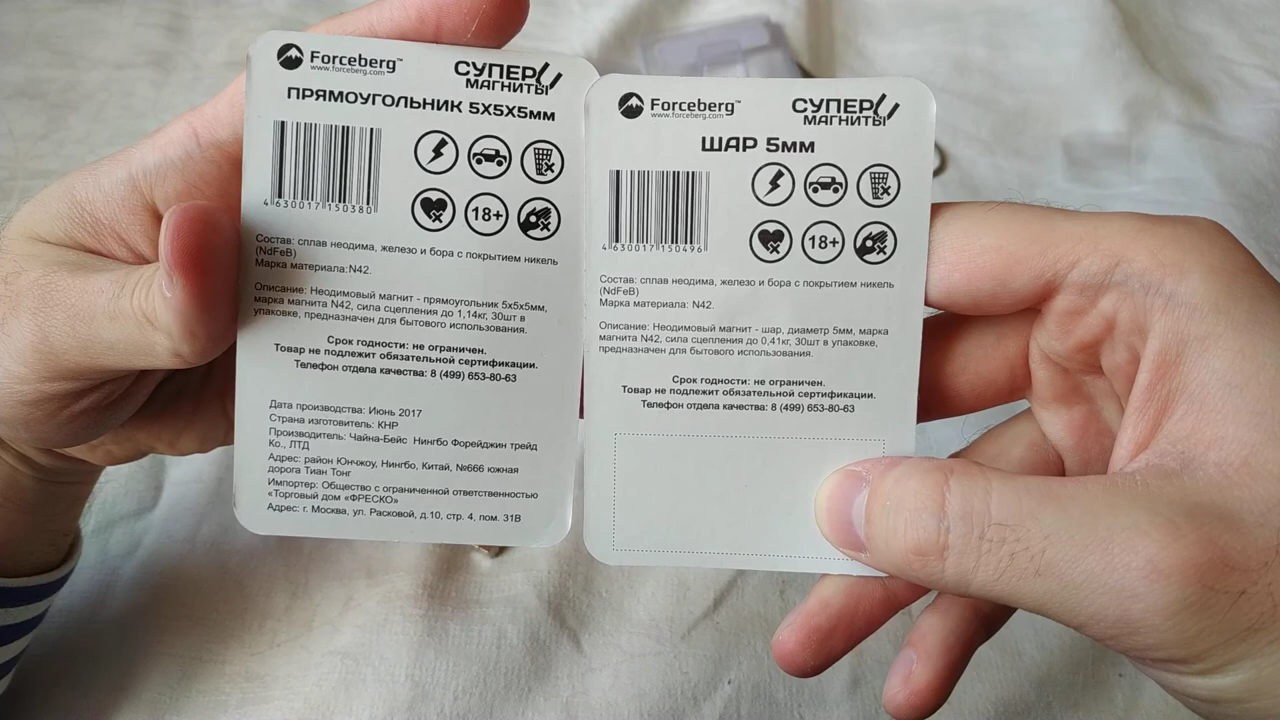 Forceberg™
www.forceberg.com
СУПЕР
МАГНИТЫ
ПРЯМОУГОЛЬНИК 5X5X5мм
4 630017 150380
18+
Состав: сплав неодима, железо и бора с покрытием никель
(NdFeB)
Марка материала:N42.
Описание: Неодимовый магнит - прямоугольник 5х5х5мм,
марка магнита N42, сила сцепления до 1,14кг, 30шт в
упаковке, предназначен для бытового использования.
Срок годности: не ограничен.
Товар не подлежит обязательной сертификации.
Телефон отдела качества: 8 (499) 653-80-63
Дата производства: Июнь 2017
Страна изготовитель: КНР
Производитель: Чайна-Бейс Нингбо Форейджин трейд
Ко., ЛТД
Адрес: район Юнчжоу, Нингбо, Китай, №666 южная
дорога Тиан Тонг
Импортер: Общество с ограниченной ответственностью
«Торговый дом «ФРЕСКО»
Адрес: г. Москва, ул. Расковой, д.10, стр. 4, пом. 31В
Forceberg™
www.forceberg.com
СУПЕР
МАГНИТЫ
ШАР 5мм
4 630017 150496
18+
Состав: сплав неодима, железо и бора с покрытием никель
(NdFeB)
Марка материала: N42.
Описание: Неодимовый магнит - шар, диаметр 5мм, марка
магнита N42, сила сцепления до 0,41кг, 30шт в упаковке,
предназначен для бытового использования.
Срок годности: не ограничен.
Товар не подлежит обязательной сертификации.
Телефон отдела качества: 8 (499) 653-80-63